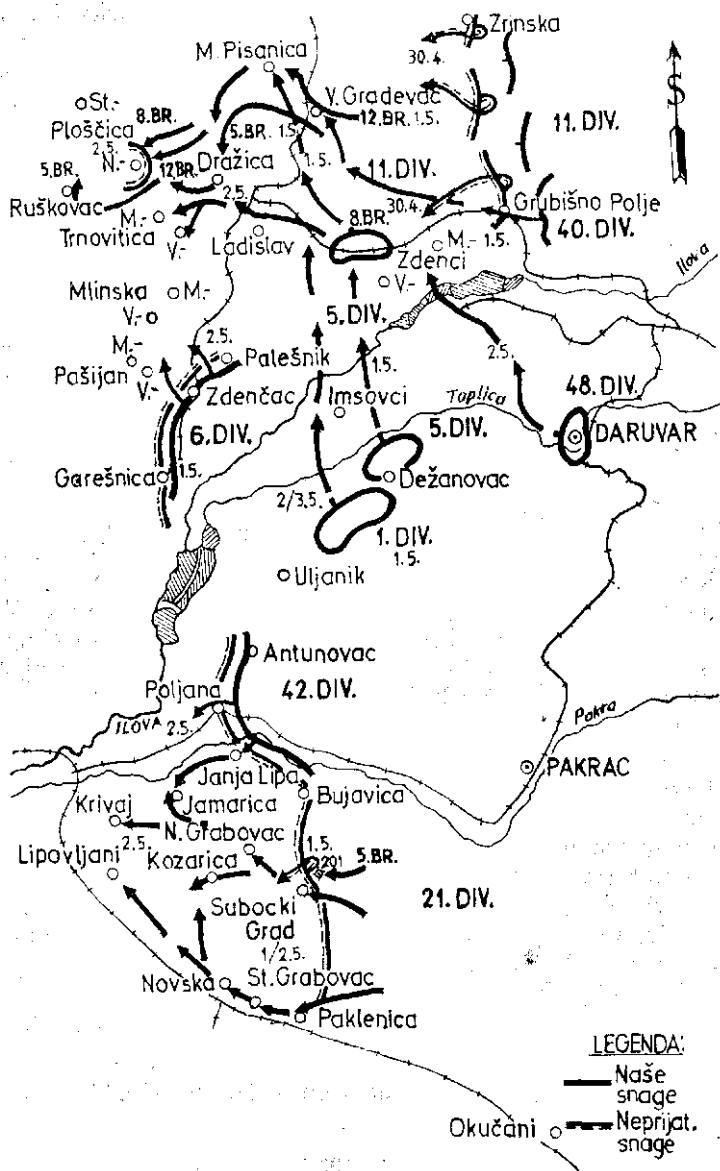 Zrinska
M. Pisanica
30.4.
S
St.-
Ploščica
8.BR.
V. Građevac
5.BR. 1.5.
12.BR. 1.5.
11. DIV.
2.5.
N.-
5.BR.
12BR.
Dražica
1.5.
11.DIV.
Ruškovac
2.5.
8.BR.
30.4.
Grubišno Polje
M.-
Trnovitica
V.-
Ladislav
M.- 1.5.
40. DIV.
Zdenci
V.-
Ilova
Mlinska
M.-
V.-
5.DIV.
M.-
2.5.
Palešnik
1.5.
2.5.
Pašijan
V.-
Zdenčac
Imsovci
Toplica
48. DIV.
6.DIV.
5.DIV.
DARUVAR
Garešnica
1.5.
Dežanovac
2/3.5.
1. DIV.
1.5.
Uljanik
Antunovac
Poljana
42.DIV.
ILOVA
2.5.
Pakra
Janja Lipa
PAKRAC
Krivaj
Jamarica
Bujavica
N.Grabovac
Lipovljani
2.5.
Kozarica
1.5.
201
5.BR.
Subocki
Grad
21. DIV.
1/2.5.
Novska
St.Grabovac
Paklenica
LEGENDA:
Naše
snage
Okučani
Neprijat.
snage